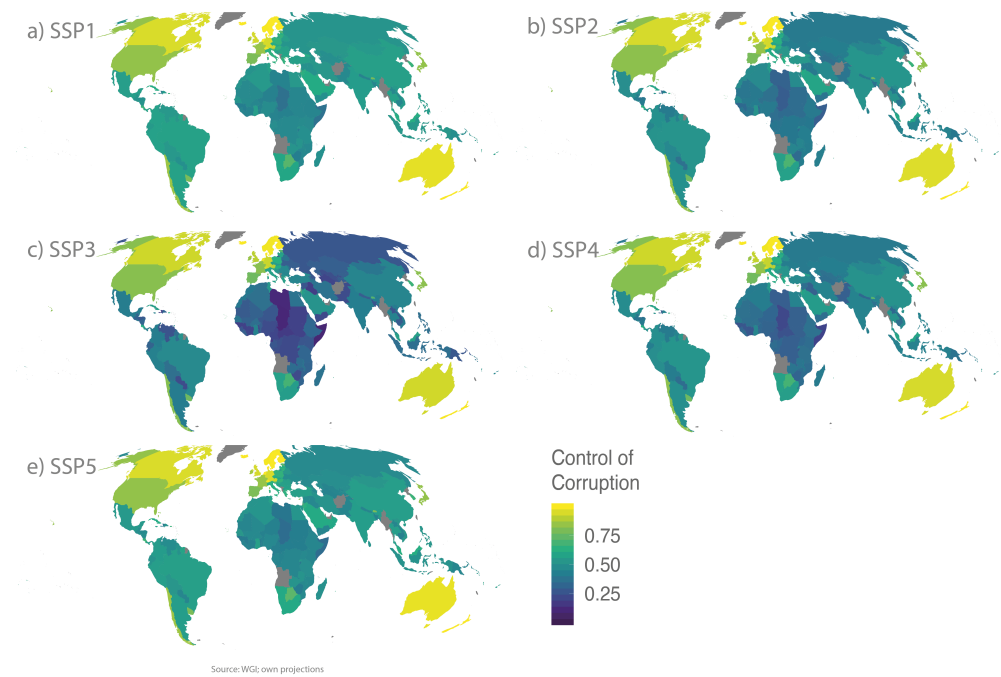 a) SSP1
b) SSP2
c) SSP3
d) SSP4
e) SSP5
Control of
Corruption
0.75
0.50
0.25
Source: WGI; own projections